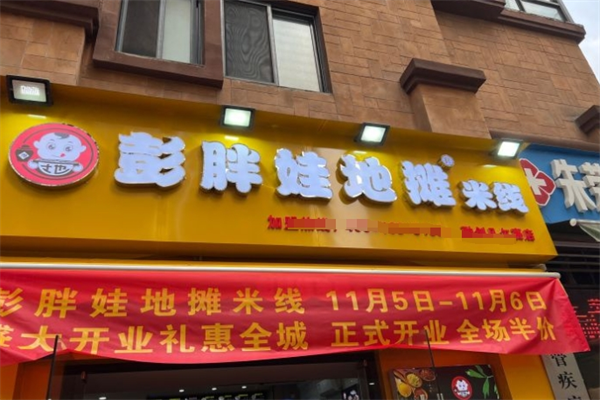 彭胖娃地摊米线
朱
彭胖娃地摊米线 11月5日-11月6日
盛大开业礼惠全城 正式开业 全场半价